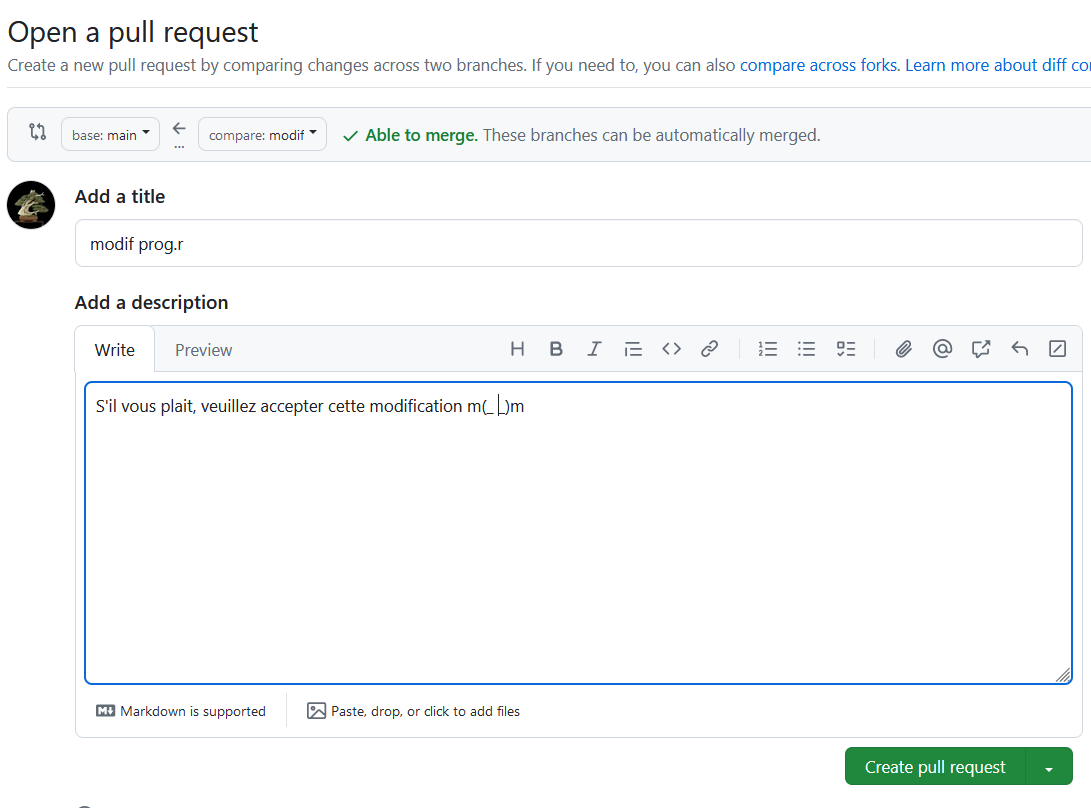 Open a pull request
Create a new pull request by comparing changes across two branches. If you need to, you can also compare across forks. Learn more about diff
base: main ← ... compare: modif ✓ Able to merge. These branches can be automatically merged.
Add a title
modif prog.r
Add a description
Write Preview
S'il vous plait, veuillez accepter cette modification m(_ _)m
Markdown is supported Paste, drop, or click to add files
Create pull request